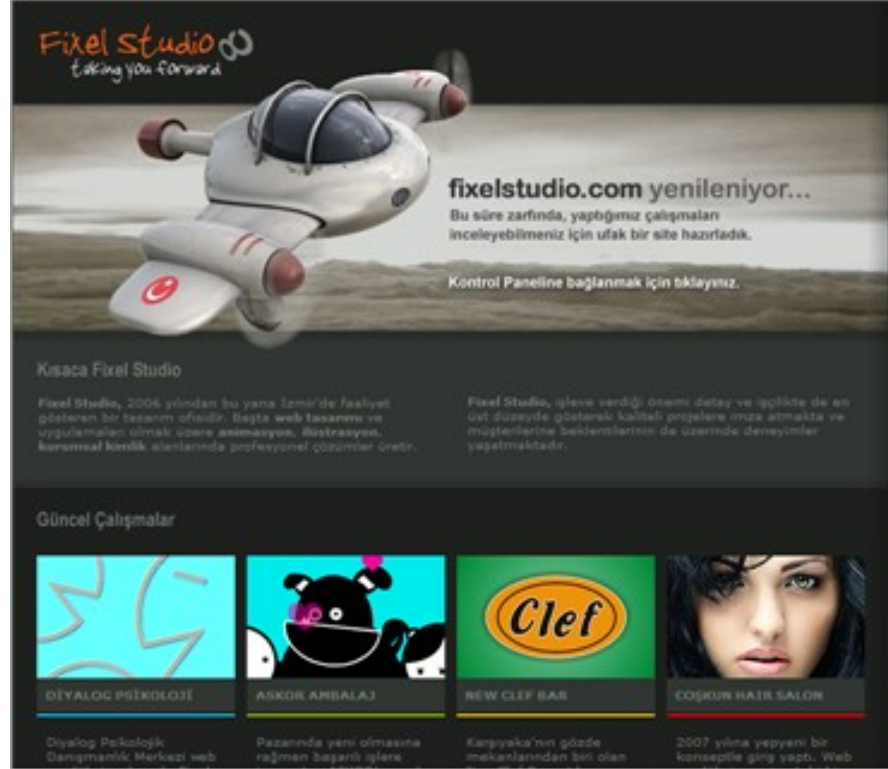 Fixel Studio
taking you forward
fixelstudio.com yenileniyor...
Bu süre zarfında, yaptığımız çalışmaları
inceleyebilmeniz için ufak bir site hazırladık.
Kontrol Paneline bağlanmak için tıklayınız.
Kısaca Fixel Studio
Fixel Studio, 2006 yılından bu yana İzmir'de faaliyet
gösteren bir tasarım ofisidir. Başta web tasarımı ve
uygulamaları olmak üzere animasyon, ilüstrasyon,
kurumsal kimlik alanlarında profesyonel çözümler üretir.
Fixel Studio, işleve verdiği önemi detay ve işçilikte de en
üst düzeyde gösterek kaliteli projelere imza atmakta ve
müşterilerine beklentilerinin de üzerinde deneyimler
yaşatmaktadır.
Güncel Çalışmalar
Clef
DİYALOG PSİKOLOJİ
ASKOR AMBALAJ
NEW CLEF BAR
COŞKUN HAIR SALON
Diyalog Psikolojik
Danışmanlık Merkezi web
Pazarında yeni olmasına
rağmen başarılı işlere
Karşıyaka'nın gözde
mekanlarından biri olan
2007 yılına yepyeni bir
konseptle giriş yaptı. Web